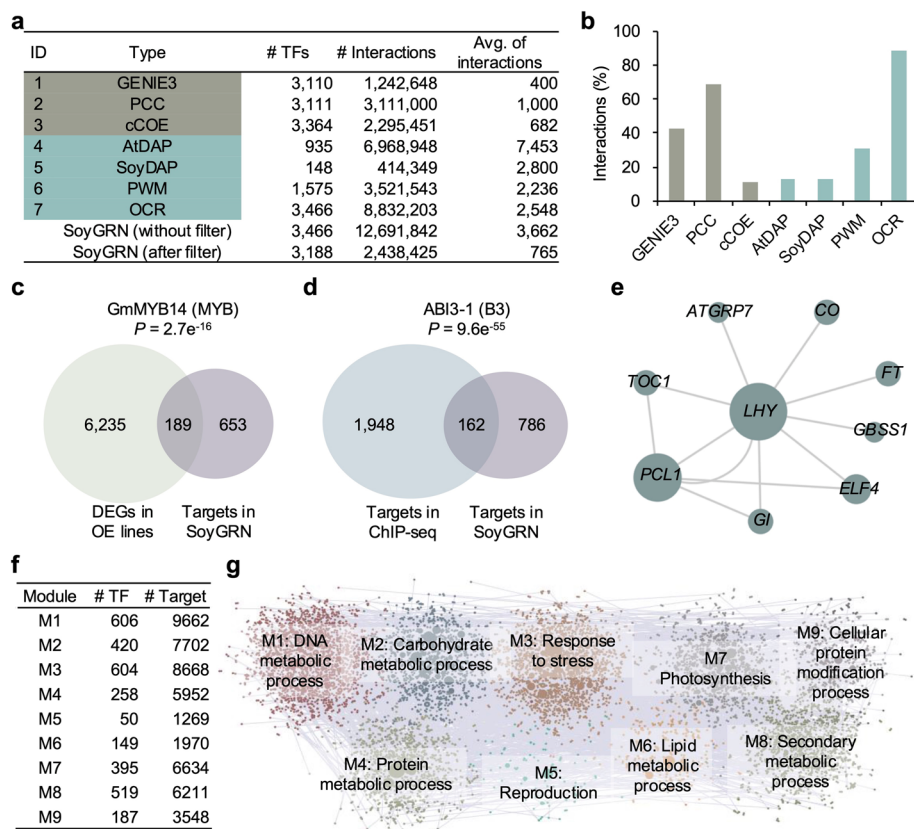 a
ID Type # TFs # Interactions Avg. of interactions
1 GENIE3 3,110 1,242,648 400
2 PCC 3,111 3,111,000 1,000
3 cCOE 3,364 2,295,451 682
4 AtDAP 935 6,968,948 7,453
5 SoyDAP 148 414,349 2,800
6 PWM 1,575 3,521,543 2,236
7 OCR 3,466 8,832,203 2,548
SoyGRN (without filter) 3,466 12,691,842 3,662
SoyGRN (after filter) 3,188 2,438,425 765
b
Interactions (%)
100
80
60
40
20
0
GENIE3
PCC
cCOE
AtDAP
SoyDAP
PWM
OCR
c
GmMYB14 (MYB)
P = 2.7e-16
6,235 189 653
DEGs in
OE lines
Targets in
SoyGRN
d
ABI3-1 (B3)
P = 9.6e-55
1,948 162 786
Targets in
ChIP-seq
Targets in
SoyGRN
e
ATGRP7
CO
TOC1
FT
LHY
GBSS1
PCL1
ELF4
GI
f
Module # TF # Target
M1 606 9662
M2 420 7702
M3 604 8668
M4 258 5952
M5 50 1269
M6 149 1970
M7 395 6634
M8 519 6211
M9 187 3548
g
M1: DNA
metabolic
process
M2: Carbohydrate
metabolic process
M3: Response
to stress
M7
Photosynthesis
M9: Cellular
protein
modification
process
M4: Protein
metabolic process
M5:
Reproduction
M6: Lipid
metabolic
process
M8: Secondary
metabolic
process